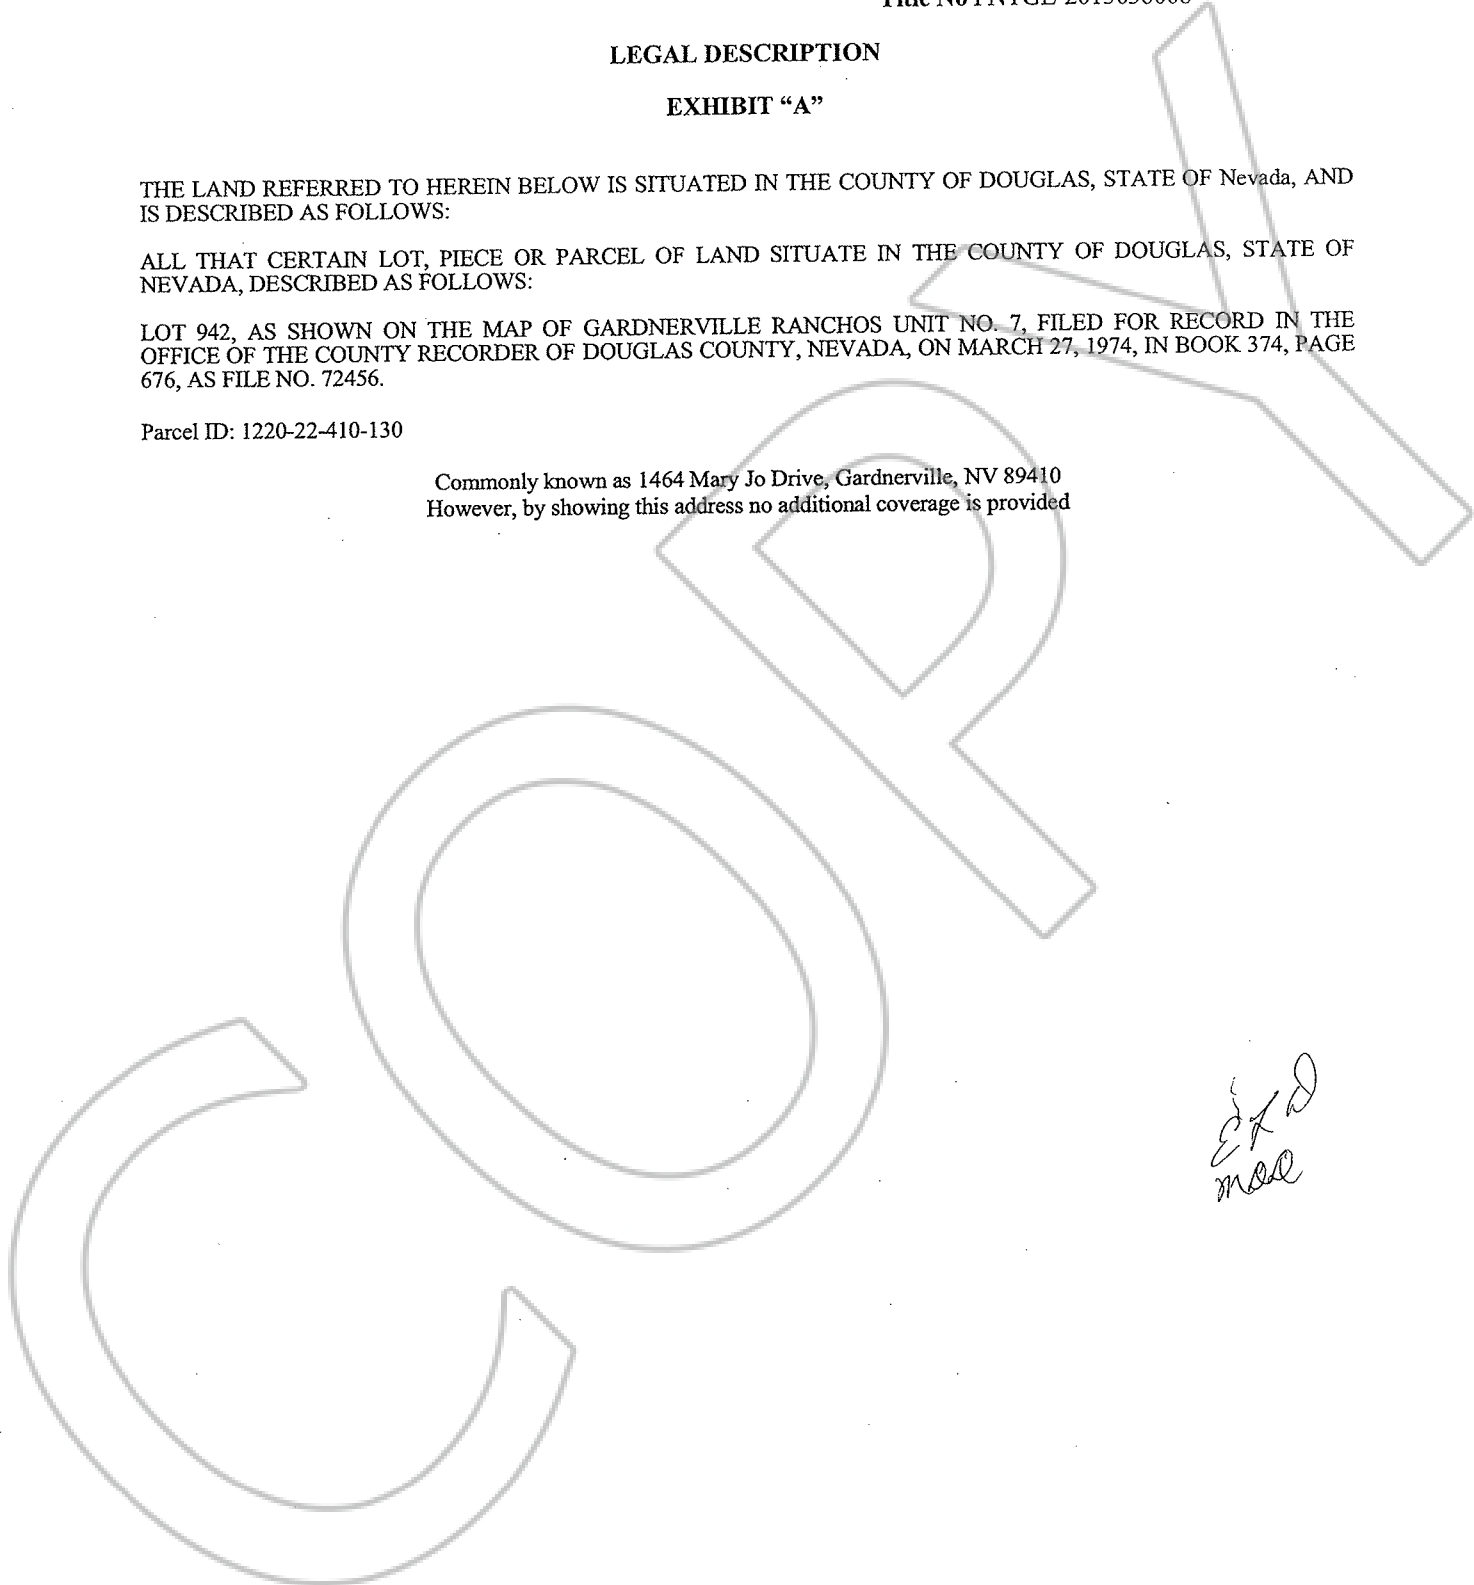 LEGAL DESCRIPTION
EXHIBIT “A”
THE LAND REFERRED TO HEREIN BELOW IS SITUATED IN THE COUNTY OF DOUGLAS, STATE OF Nevada, AND
IS DESCRIBED AS FOLLOWS:
ALL THAT CERTAIN LOT, PIECE OR PARCEL OF LAND SITUATE IN THE COUNTY OF DOUGLAS, STATE OF
NEVADA, DESCRIBED AS FOLLOWS:
LOT 942, AS SHOWN ON THE MAP OF GARDNERVILLE RANCHOS UNIT NO. 7, FILED FOR RECORD IN THE
OFFICE OF THE COUNTY RECORDER OF DOUGLAS COUNTY, NEVADA, ON MARCH 27, 1974, IN BOOK 374, PAGE
676, AS FILE NO. 72456.
Parcel ID: 1220-22-410-130
Commonly known as 1464 Mary Jo Drive, Gardnerville, NV 89410
However, by showing this address no additional coverage is provided
COPY